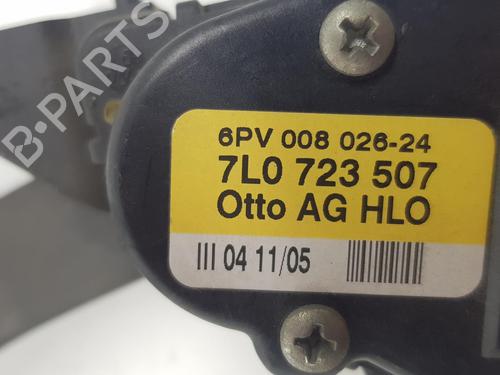 B-PARTS
6PV 008 026-24
7L0 723 507
Otto AG HLO
III 04 11/05